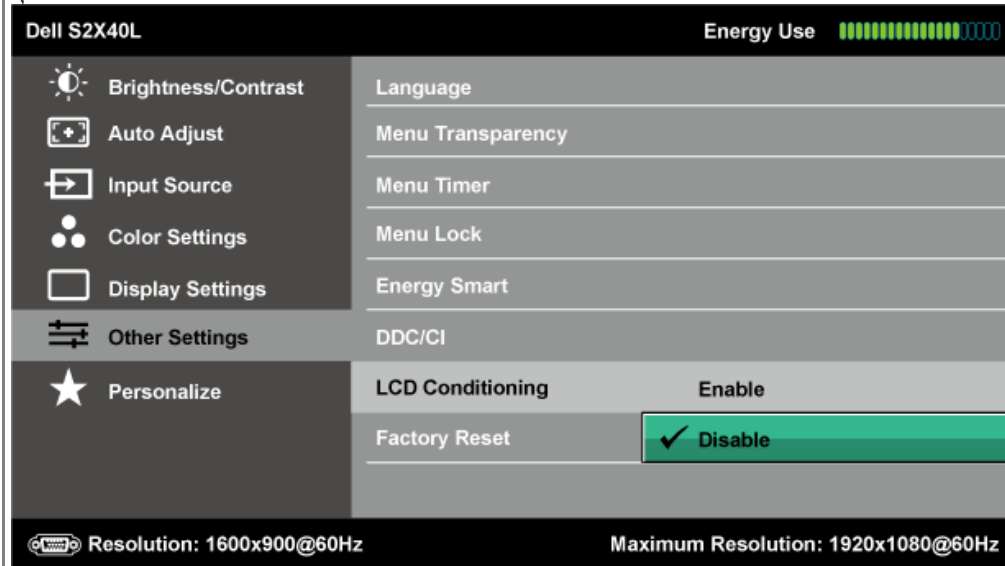 Dell S2X40L Energy Use
Brightness/Contrast Language
Auto Adjust Menu Transparency
Input Source Menu Timer
Color Settings Menu Lock
Display Settings Energy Smart
Other Settings DDC/CI
Personalize LCD Conditioning Enable
Factory Reset Disable
Resolution: 1600x900@60Hz Maximum Resolution: 1920x1080@60Hz